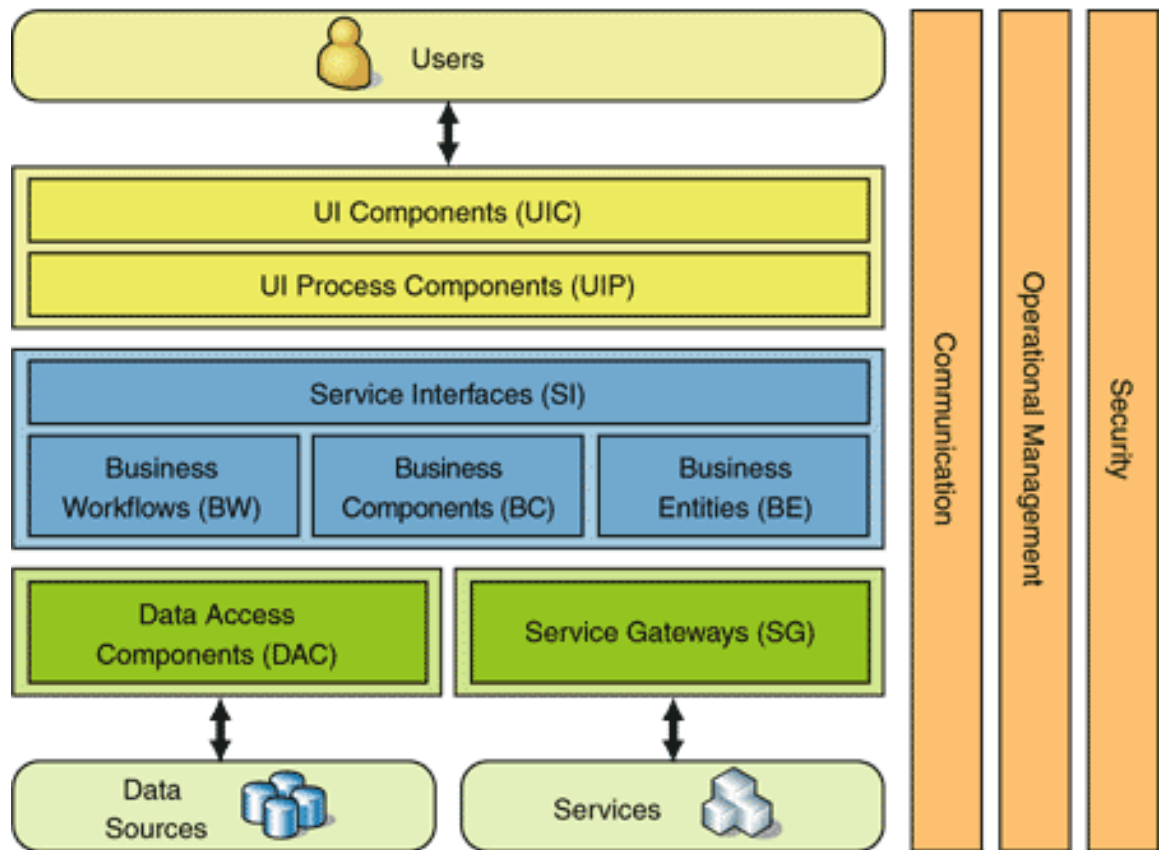 Users
UI Components (UIC)
UI Process Components (UIP)
Service Interfaces (SI)
Business
Workflows (BW)
Business
Components (BC)
Business
Entities (BE)
Data Access
Components (DAC)
Service Gateways (SG)
Data
Sources
Services
Communication
Operational Management
Security